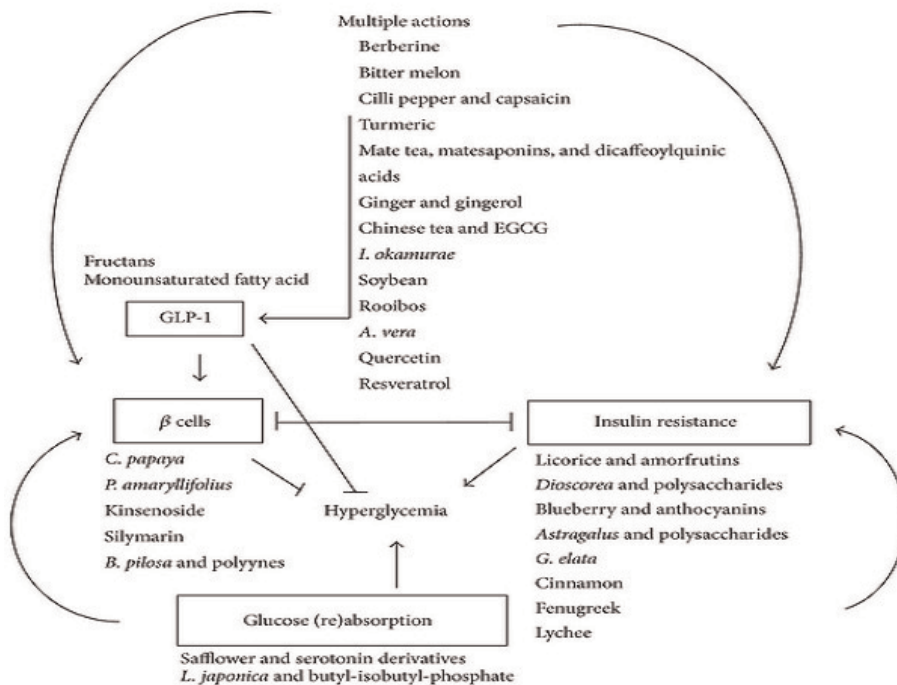 Multiple actions
Berberine
Bitter melon
Cilli pepper and capsaicin
Turmeric
Mate tea, matesaponins, and dicaffeoylquinic
acids
Ginger and gingerol
Chinese tea and EGCG
I. okamurae
Soybean
Rooibos
A. vera
Quercetin
Resveratrol
Fructans
Monounsaturated fatty acid
GLP-1
β cells
C. papaya
P. amaryllifolius
Kinsenoside
Silymarin
B. pilosa and polyynes
Hyperglycemia
Insulin resistance
Licorice and amorfrutins
Dioscorea and polysaccharides
Blueberry and anthocyanins
Astragalus and polysaccharides
G. elata
Cinnamon
Fenugreek
Lychee
Glucose (re)absorption
Safflower and serotonin derivatives
L. japonica and butyl-isobutyl-phosphate